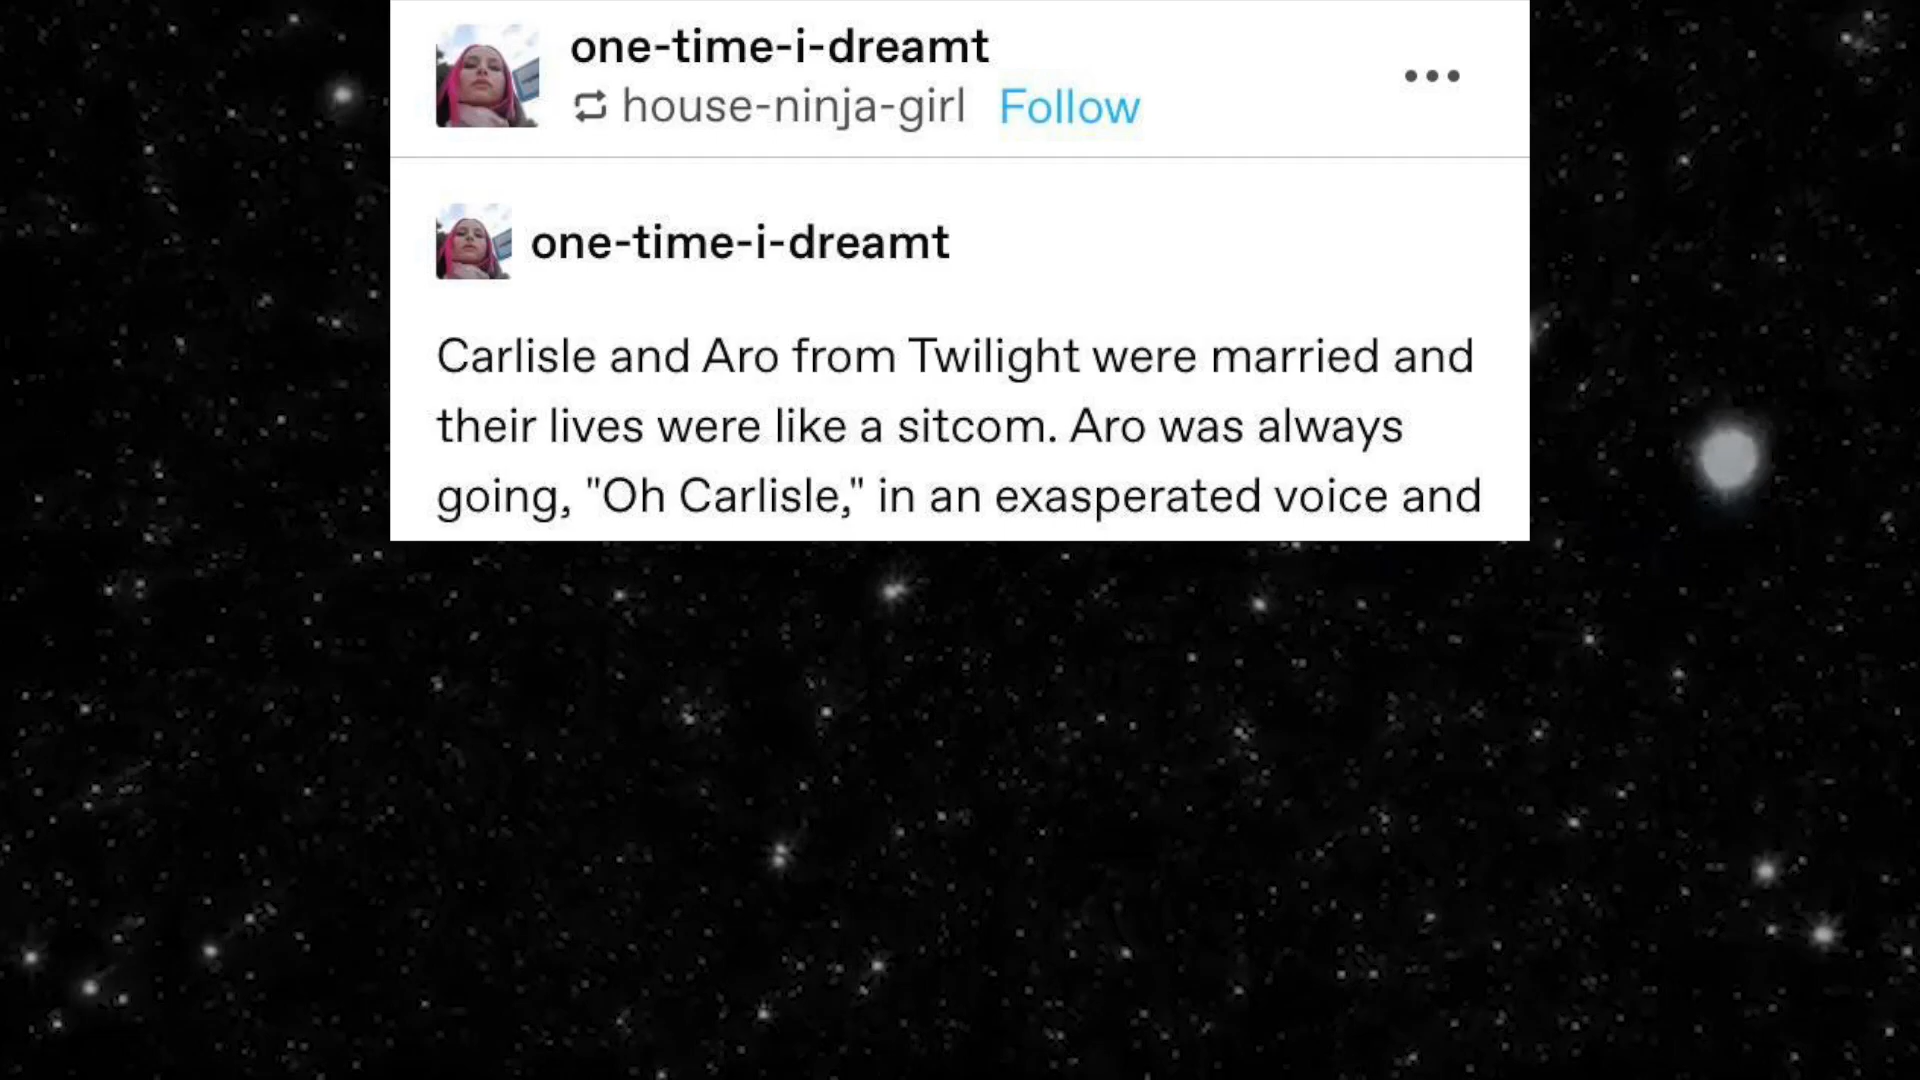 one-time-i-dreamt
house-ninja-girl Follow
one-time-i-dreamt
Carlisle and Aro from Twilight were married and
their lives were like a sitcom. Aro was always
going, "Oh Carlisle," in an exasperated voice and